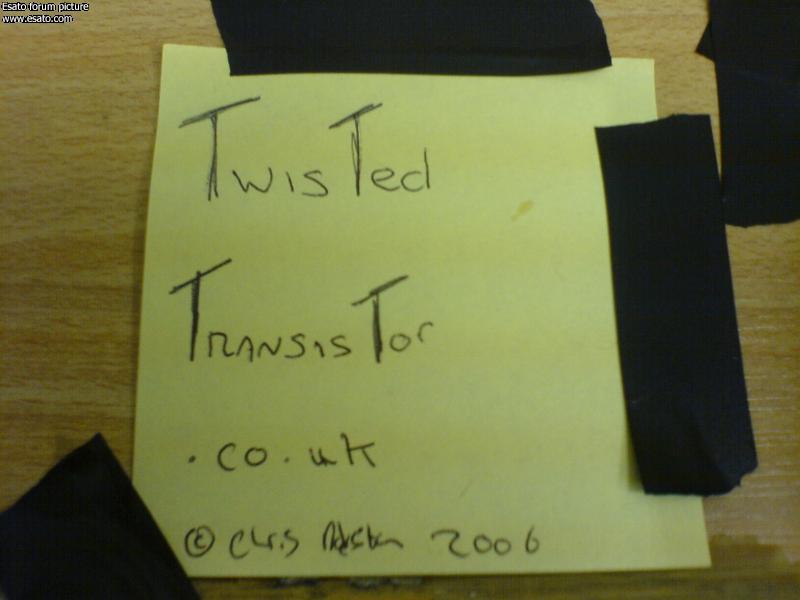 Esato forum picture
www.esato.com
TwisTed
TransisTor
.co.uk
© Chris 2006